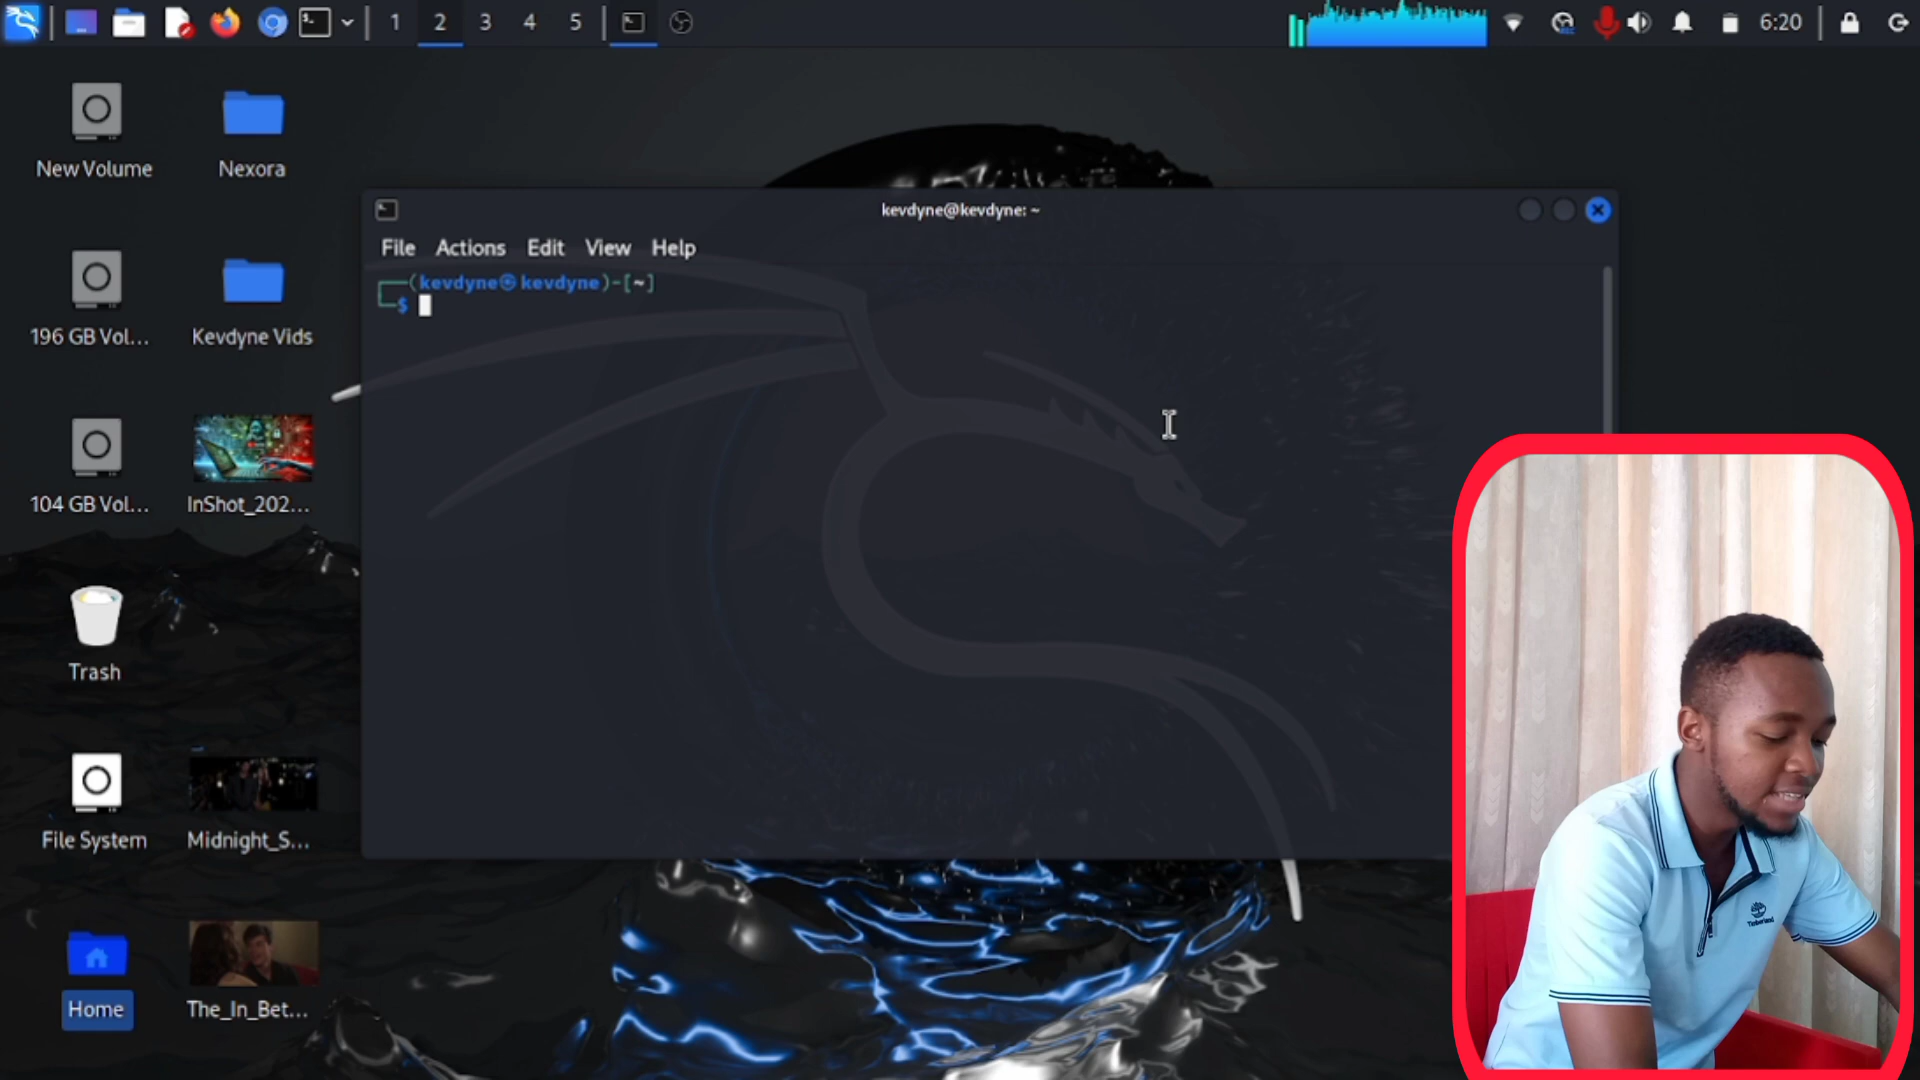 1 2 3 4 5
6:20
New Volume
Nexora
kevdyne@kevdyne: ~
File Actions Edit View Help
┌──(kevdyne㉿kevdyne)-[~]
└─$
196 GB Vol...
Kevdyne Vids
104 GB Vol...
InShot_202...
Trash
File System
Midnight_S...
Home
The_In_Bet...
Timberland